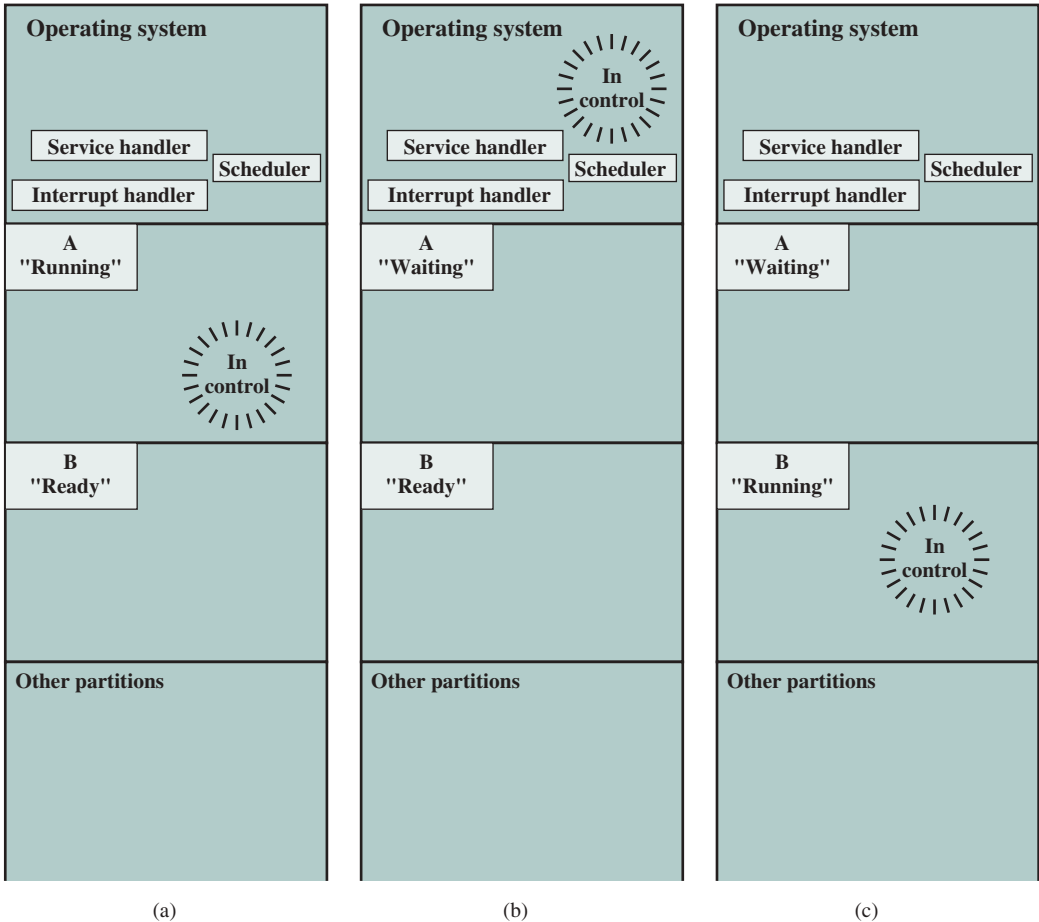 Operating system
Service handler
Scheduler
Interrupt handler
A
"Running"
In
control
B
"Ready"
Other partitions
(a)
Operating system
In
control
Service handler
Scheduler
Interrupt handler
A
"Waiting"
B
"Ready"
Other partitions
(b)
Operating system
Service handler
Scheduler
Interrupt handler
A
"Waiting"
B
"Running"
In
control
Other partitions
(c)